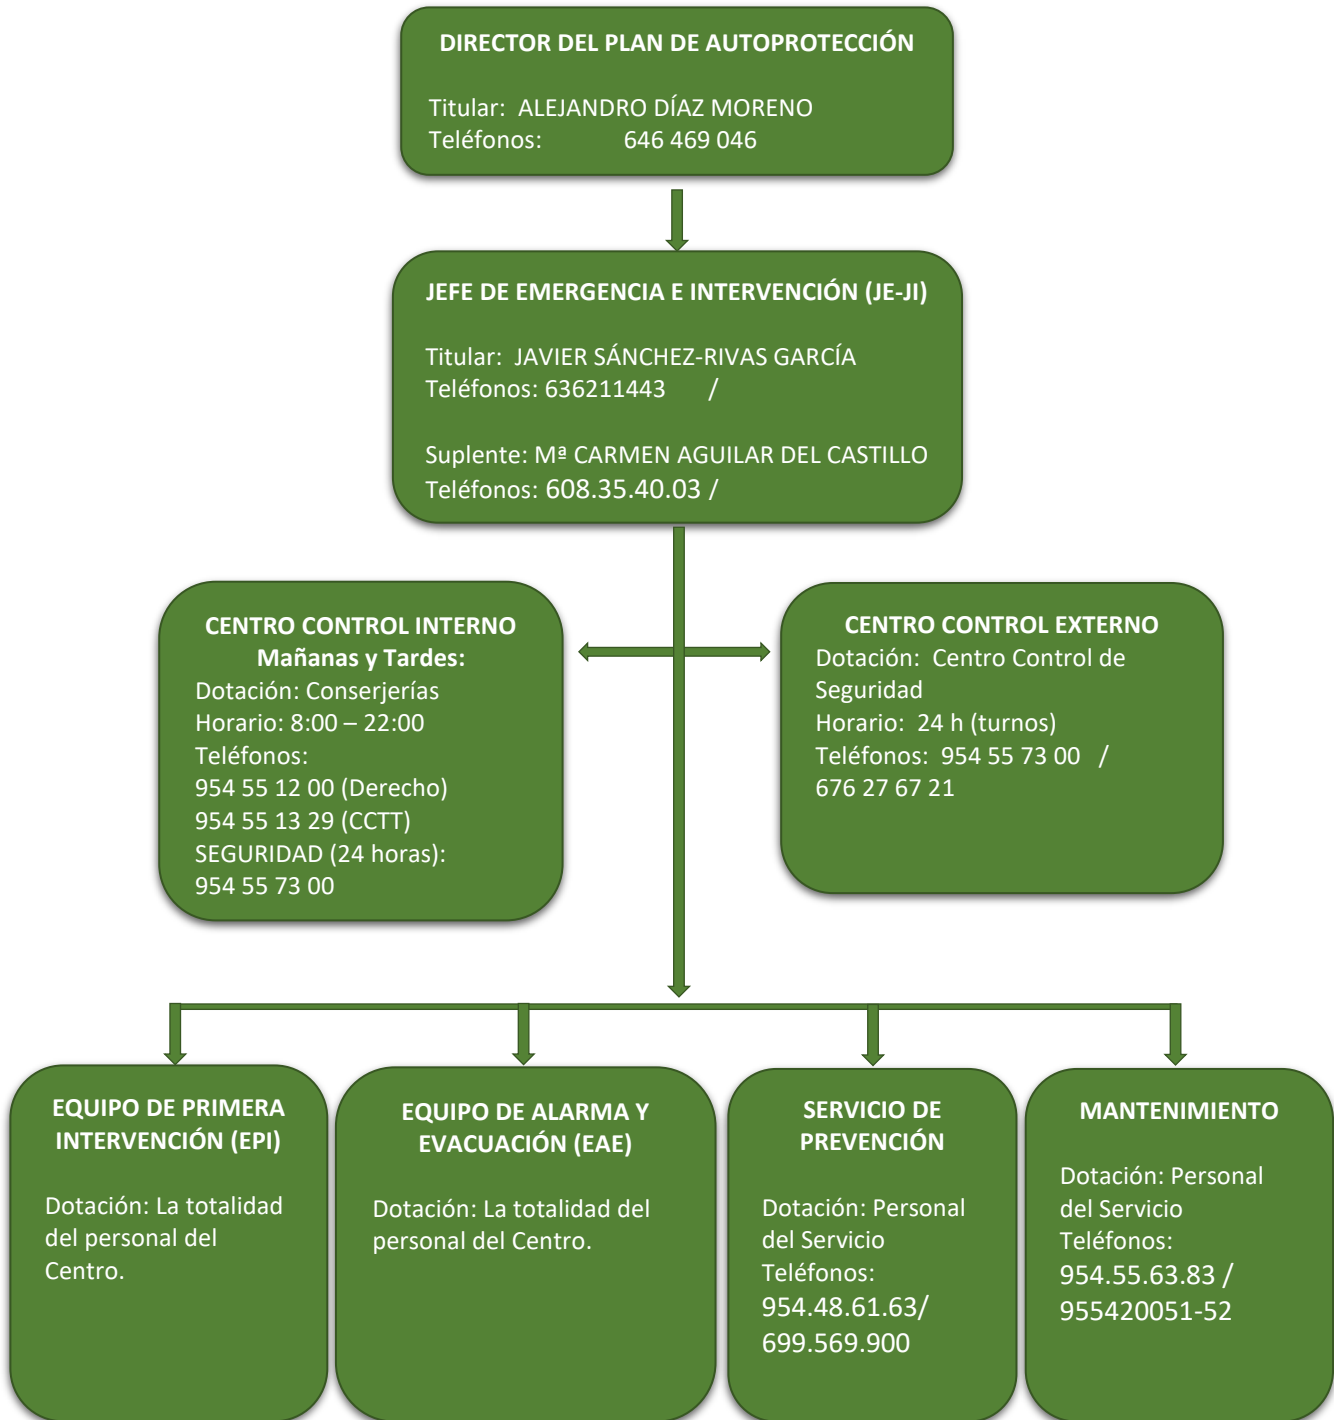 DIRECTOR DEL PLAN DE AUTOPROTECCIÓN
Titular: ALEJANDRO DÍAZ MORENO
Teléfonos: 646 469 046
JEFE DE EMERGENCIA E INTERVENCIÓN (JE-JI)
Titular: JAVIER SÁNCHEZ-RIVAS GARCÍA
Teléfonos: 636211443 /
Suplente: Mª CARMEN AGUILAR DEL CASTILLO
Teléfonos: 608.35.40.03 /
CENTRO CONTROL INTERNO
Mañanas y Tardes:
Dotación: Conserjerías
Horario: 8:00 – 22:00
Teléfonos:
954 55 12 00 (Derecho)
954 55 13 29 (CCTT)
SEGURIDAD (24 horas):
954 55 73 00
CENTRO CONTROL EXTERNO
Dotación: Centro Control de
Seguridad
Horario: 24 h (turnos)
Teléfonos: 954 55 73 00 /
676 27 67 21
EQUIPO DE PRIMERA
INTERVENCIÓN (EPI)
Dotación: La totalidad
del personal del
Centro.
EQUIPO DE ALARMA Y
EVACUACIÓN (EAE)
Dotación: La totalidad del
personal del Centro.
SERVICIO DE
PREVENCIÓN
Dotación: Personal
del Servicio
Teléfonos:
954.48.61.63/
699.569.900
MANTENIMIENTO
Dotación: Personal
del Servicio
Teléfonos:
954.55.63.83 /
955420051-52